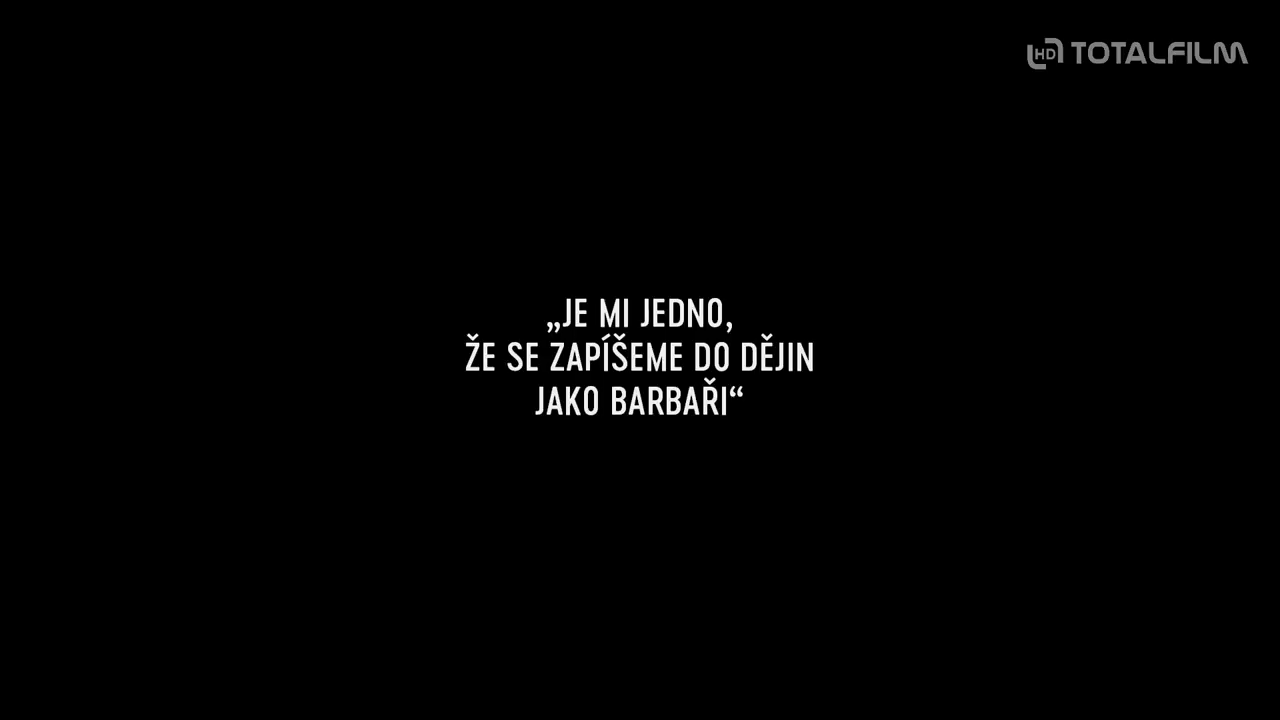 HD TOTALFILM
„JE MI JEDNO,
ŽE SE ZAPÍŠEME DO DĚJIN
JAKO BARBAŘI“